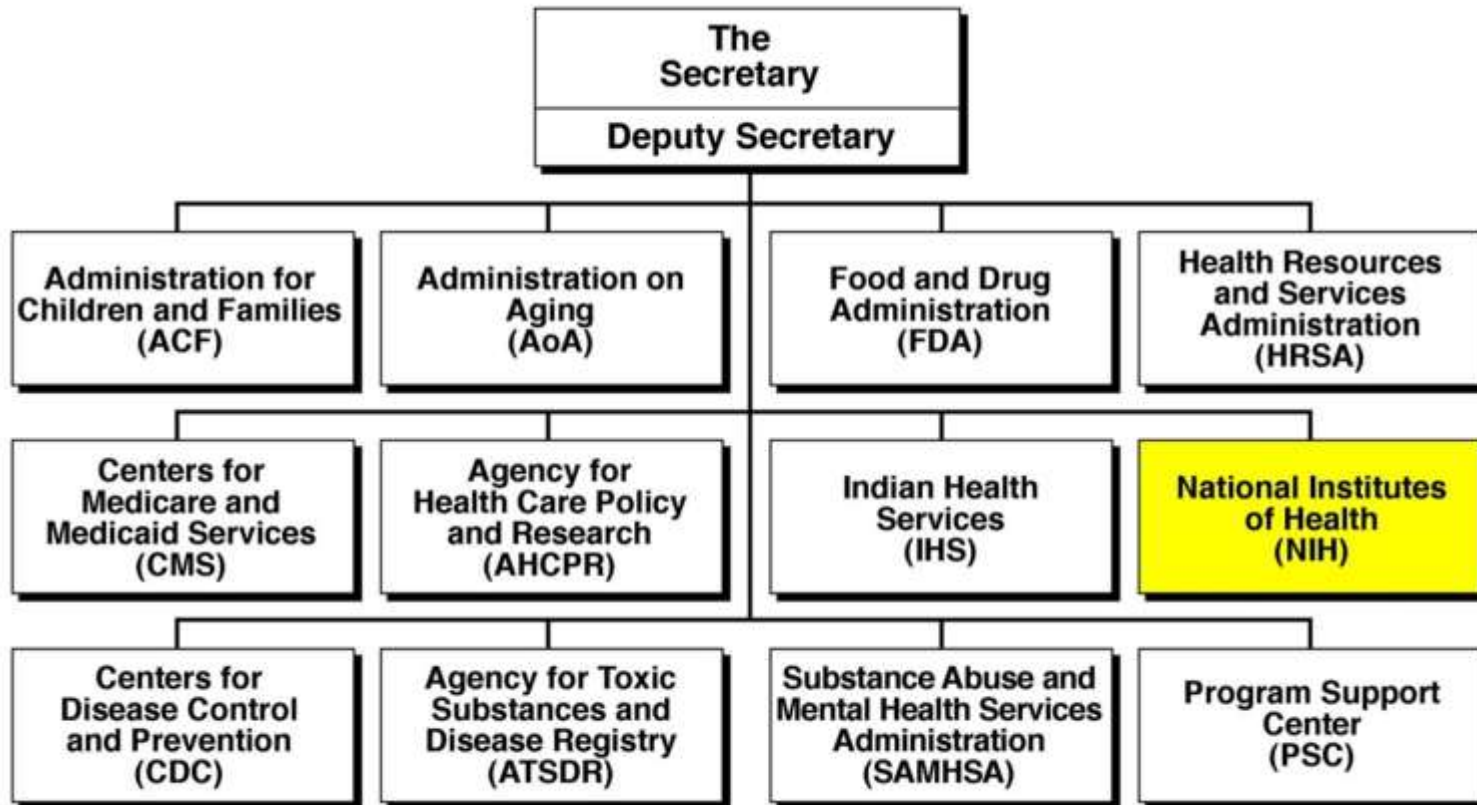 The
Secretary
Deputy Secretary
Administration for
Children and Families
(ACF)
Administration on
Aging
(AoA)
Food and Drug
Administration
(FDA)
Health Resources
and Services
Administration
(HRSA)
Centers for
Medicare and
Medicaid Services
(CMS)
Agency for
Health Care Policy
and Research
(AHCPR)
Indian Health
Services
(IHS)
National Institutes
of Health
(NIH)
Centers for
Disease Control
and Prevention
(CDC)
Agency for Toxic
Substances and
Disease Registry
(ATSDR)
Substance Abuse and
Mental Health Services
Administration
(SAMHSA)
Program Support
Center
(PSC)